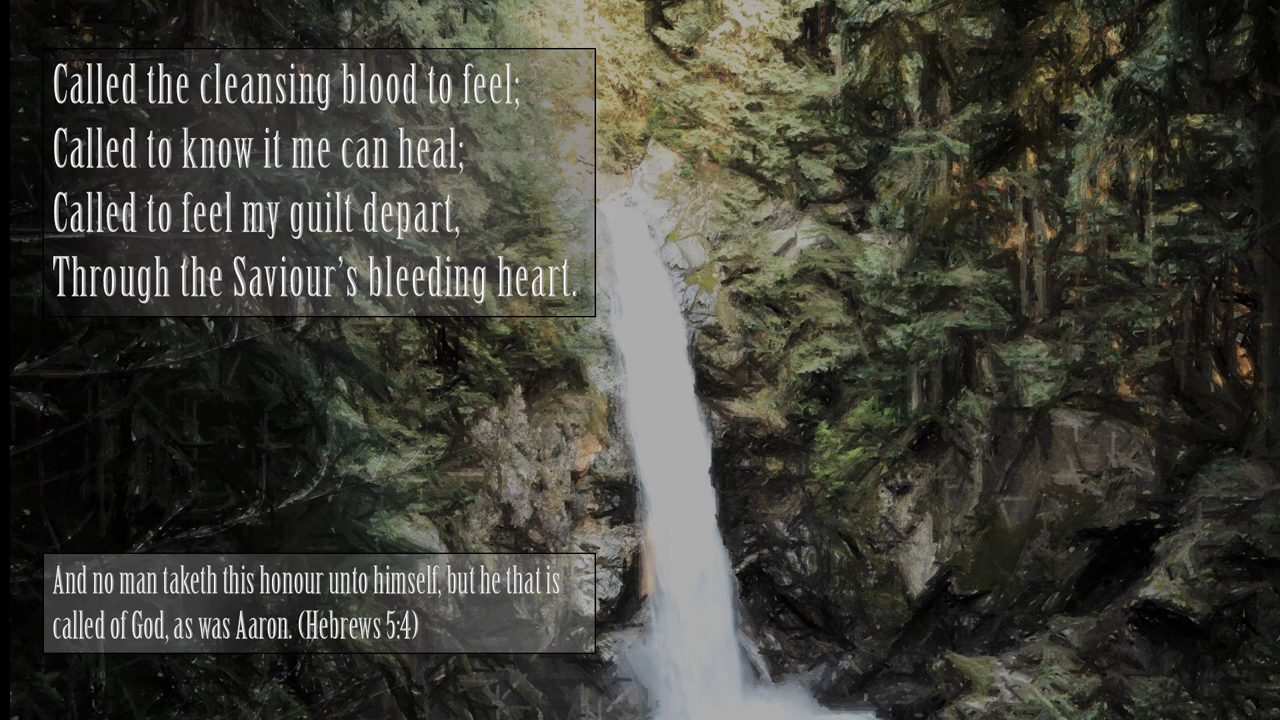 Called the cleansing blood to feel;
Called to know it me can heal;
Called to feel my guilt depart,
Through the Saviour’s bleeding heart.
And no man taketh this honour unto himself, but he that is
called of God, as was Aaron. (Hebrews 5:4)